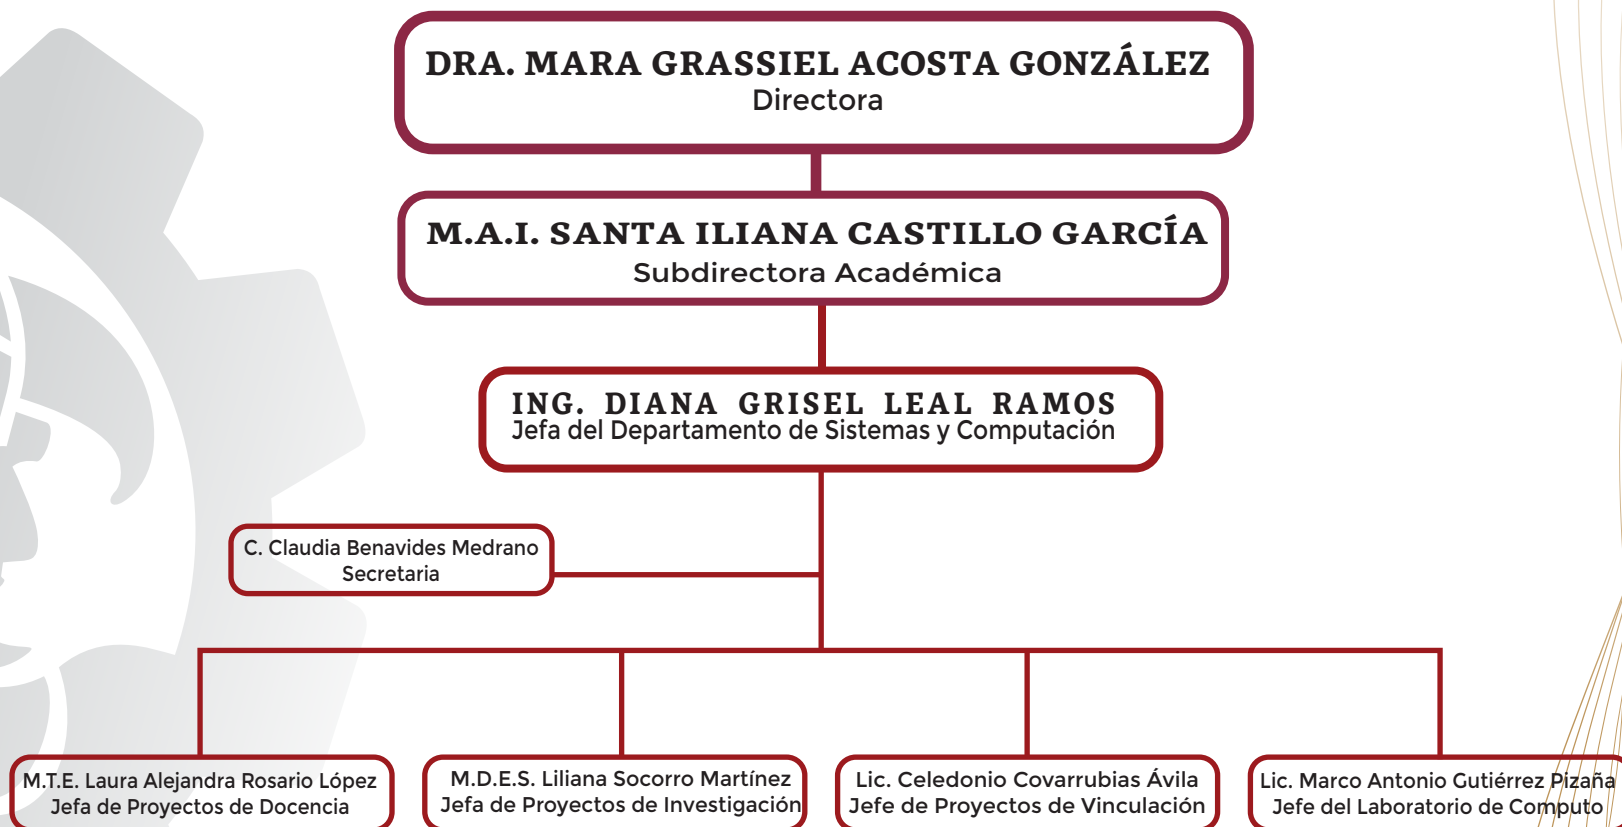 DRA. MARA GRASSIEL ACOSTA GONZÁLEZ
Directora
M.A.I. SANTA ILIANA CASTILLO GARCÍA
Subdirectora Académica
ING. DIANA GRISEL LEAL RAMOS
Jefa del Departamento de Sistemas y Computación
C. Claudia Benavides Medrano
Secretaria
M.T.E. Laura Alejandra Rosario López
Jefa de Proyectos de Docencia
M.D.E.S. Liliana Socorro Martínez
Jefa de Proyectos de Investigación
Lic. Celedonio Covarrubias Ávila
Jefe de Proyectos de Vinculación
Lic. Marco Antonio Gutiérrez Pizaña
Jefe del Laboratorio de Computo